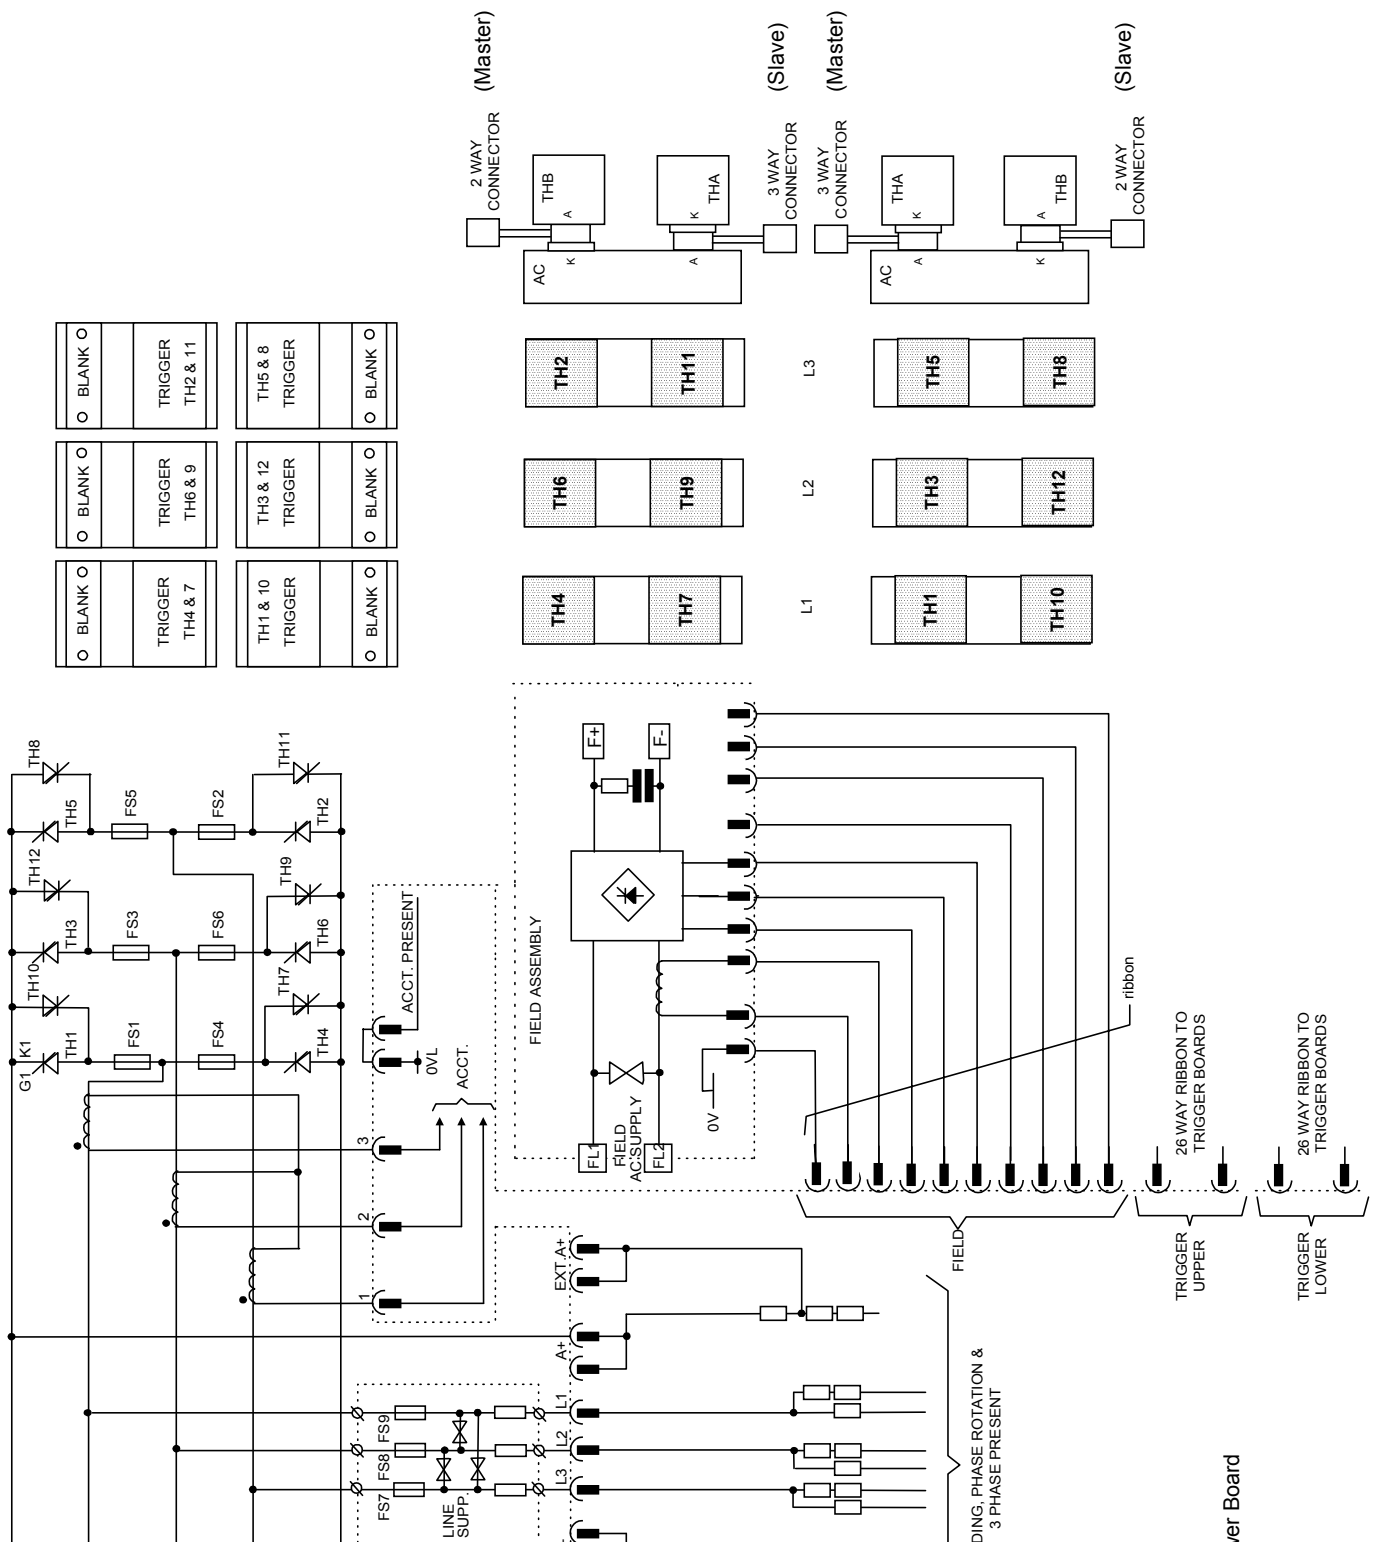 (Master)
(Slave)
(Master)
(Slave)
2 WAY
CONNECTOR
3 WAY
CONNECTOR
3 WAY
CONNECTOR
2 WAY
CONNECTOR
THB
A
K
THA
K
A
AC
THA
K
A
THB
A
K
AC
BLANK
TRIGGER
TH2 & 11
TH5 & 8
TRIGGER
BLANK
BLANK
TRIGGER
TH6 & 9
TH3 & 12
TRIGGER
BLANK
BLANK
TRIGGER
TH4 & 7
TH1 & 10
TRIGGER
BLANK
TH2
TH11
L3
TH5
TH8
TH6
TH9
L2
TH3
TH12
TH4
TH7
L1
TH1
TH10
TH8
TH5
FS5
FS2
TH11
TH2
TH12
TH3
FS3
FS6
TH9
TH6
TH10
G1 K1
TH1
FS1
FS4
TH7
TH4
ACCT. PRESENT
0VL
ACCT.
3
2
1
FIELD ASSEMBLY
F+
F-
FL1
FIELD
AC SUPPLY
FL2
0V
ribbon
26 WAY RIBBON TO
TRIGGER BOARDS
26 WAY RIBBON TO
TRIGGER BOARDS
FIELD
TRIGGER
UPPER
TRIGGER
LOWER
EXT. A+
A+
L1
L2
L3
FS9
FS8
FS7
LINE
SUPP.
DING, PHASE ROTATION &
3 PHASE PRESENT
wer Board